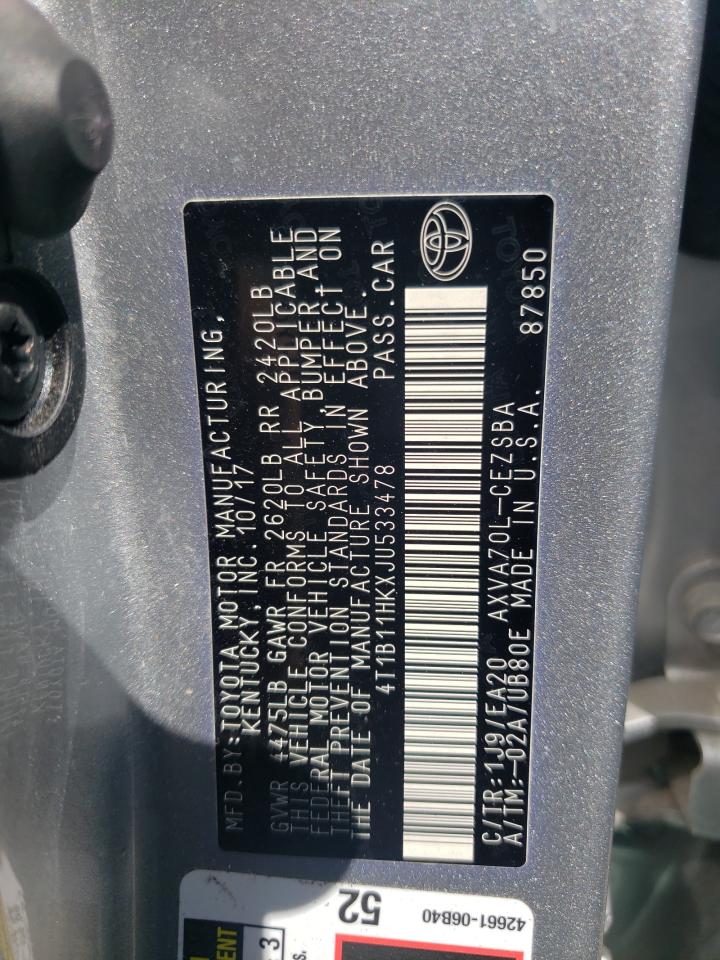 MFD. BY: TOYOTA MOTOR MANUFACTURING,
KENTUCKY, INC. 10/17
GVWR 4475LB GAWR FR 2620LB RR 2420LB
THIS VEHICLE CONFORMS TO ALL APPLICABLE
FEDERAL MOTOR VEHICLE SAFETY, BUMPER, AND
THEFT PREVENTION STANDARDS IN EFFECT ON
THE DATE OF MANUFACTURE SHOWN ABOVE.
4T1B11HKXJU533478 PASS. CAR
C/TR: 1J9/EA20 AXVA70L-CEZSBA
A/TM: -02A/UB80E MADE IN U.S.A. 87850
52
42661-06B40
3